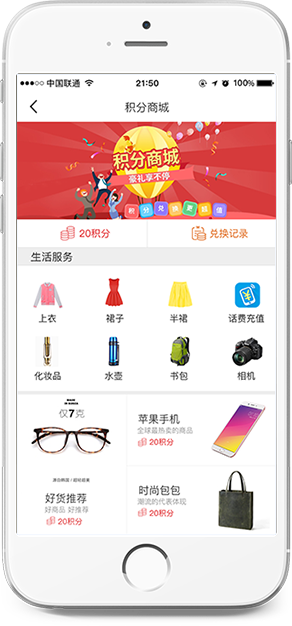 中国联通 21:50 100%
积分商城
积分商城
豪礼享不停
积分兑换更超值
20积分 兑换记录
生活服务
上衣 裙子 半裙 话费充值
化妆品 水壶 书包 相机
仅7克
好货推荐
好商品 好推荐
20积分
苹果手机
全球最热卖的商品
20积分
时尚包包
潮流的代表体现
20积分